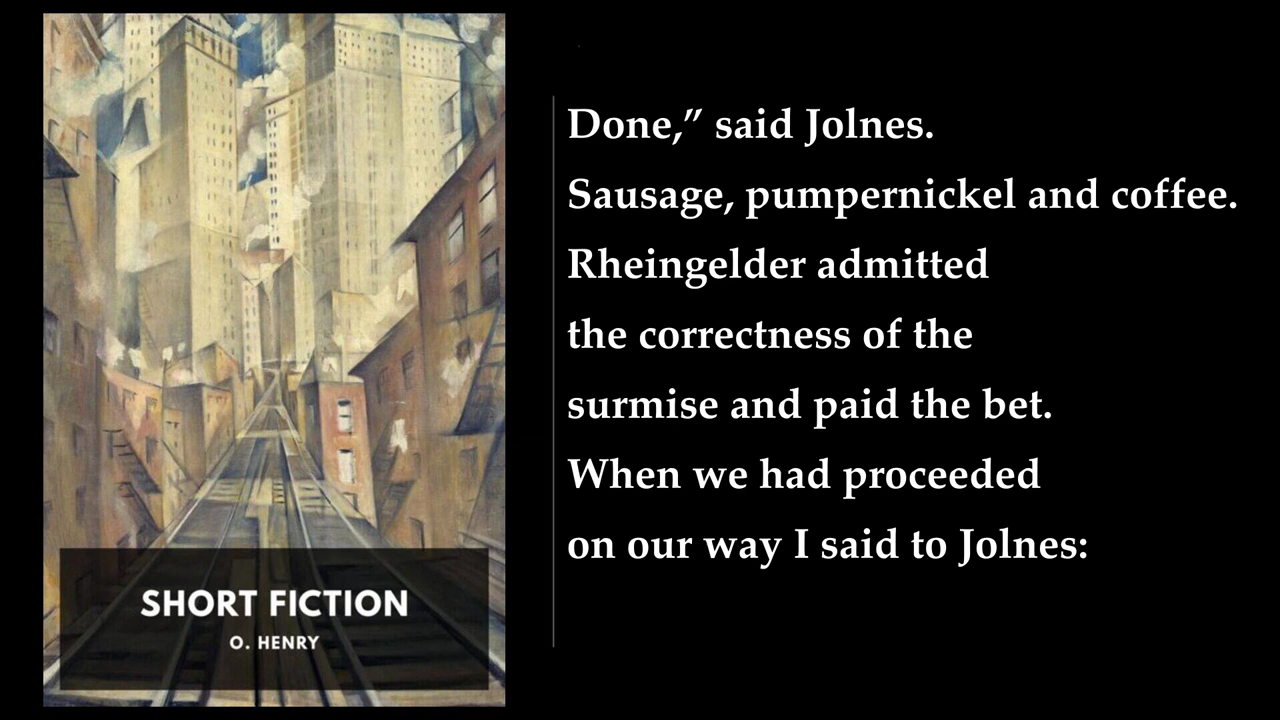 Done,” said Jolnes.
Sausage, pumpernickel and coffee.
Rheingelder admitted
the correctness of the
surmise and paid the bet.
When we had proceeded
on our way I said to Jolnes:
SHORT FICTION
O. HENRY